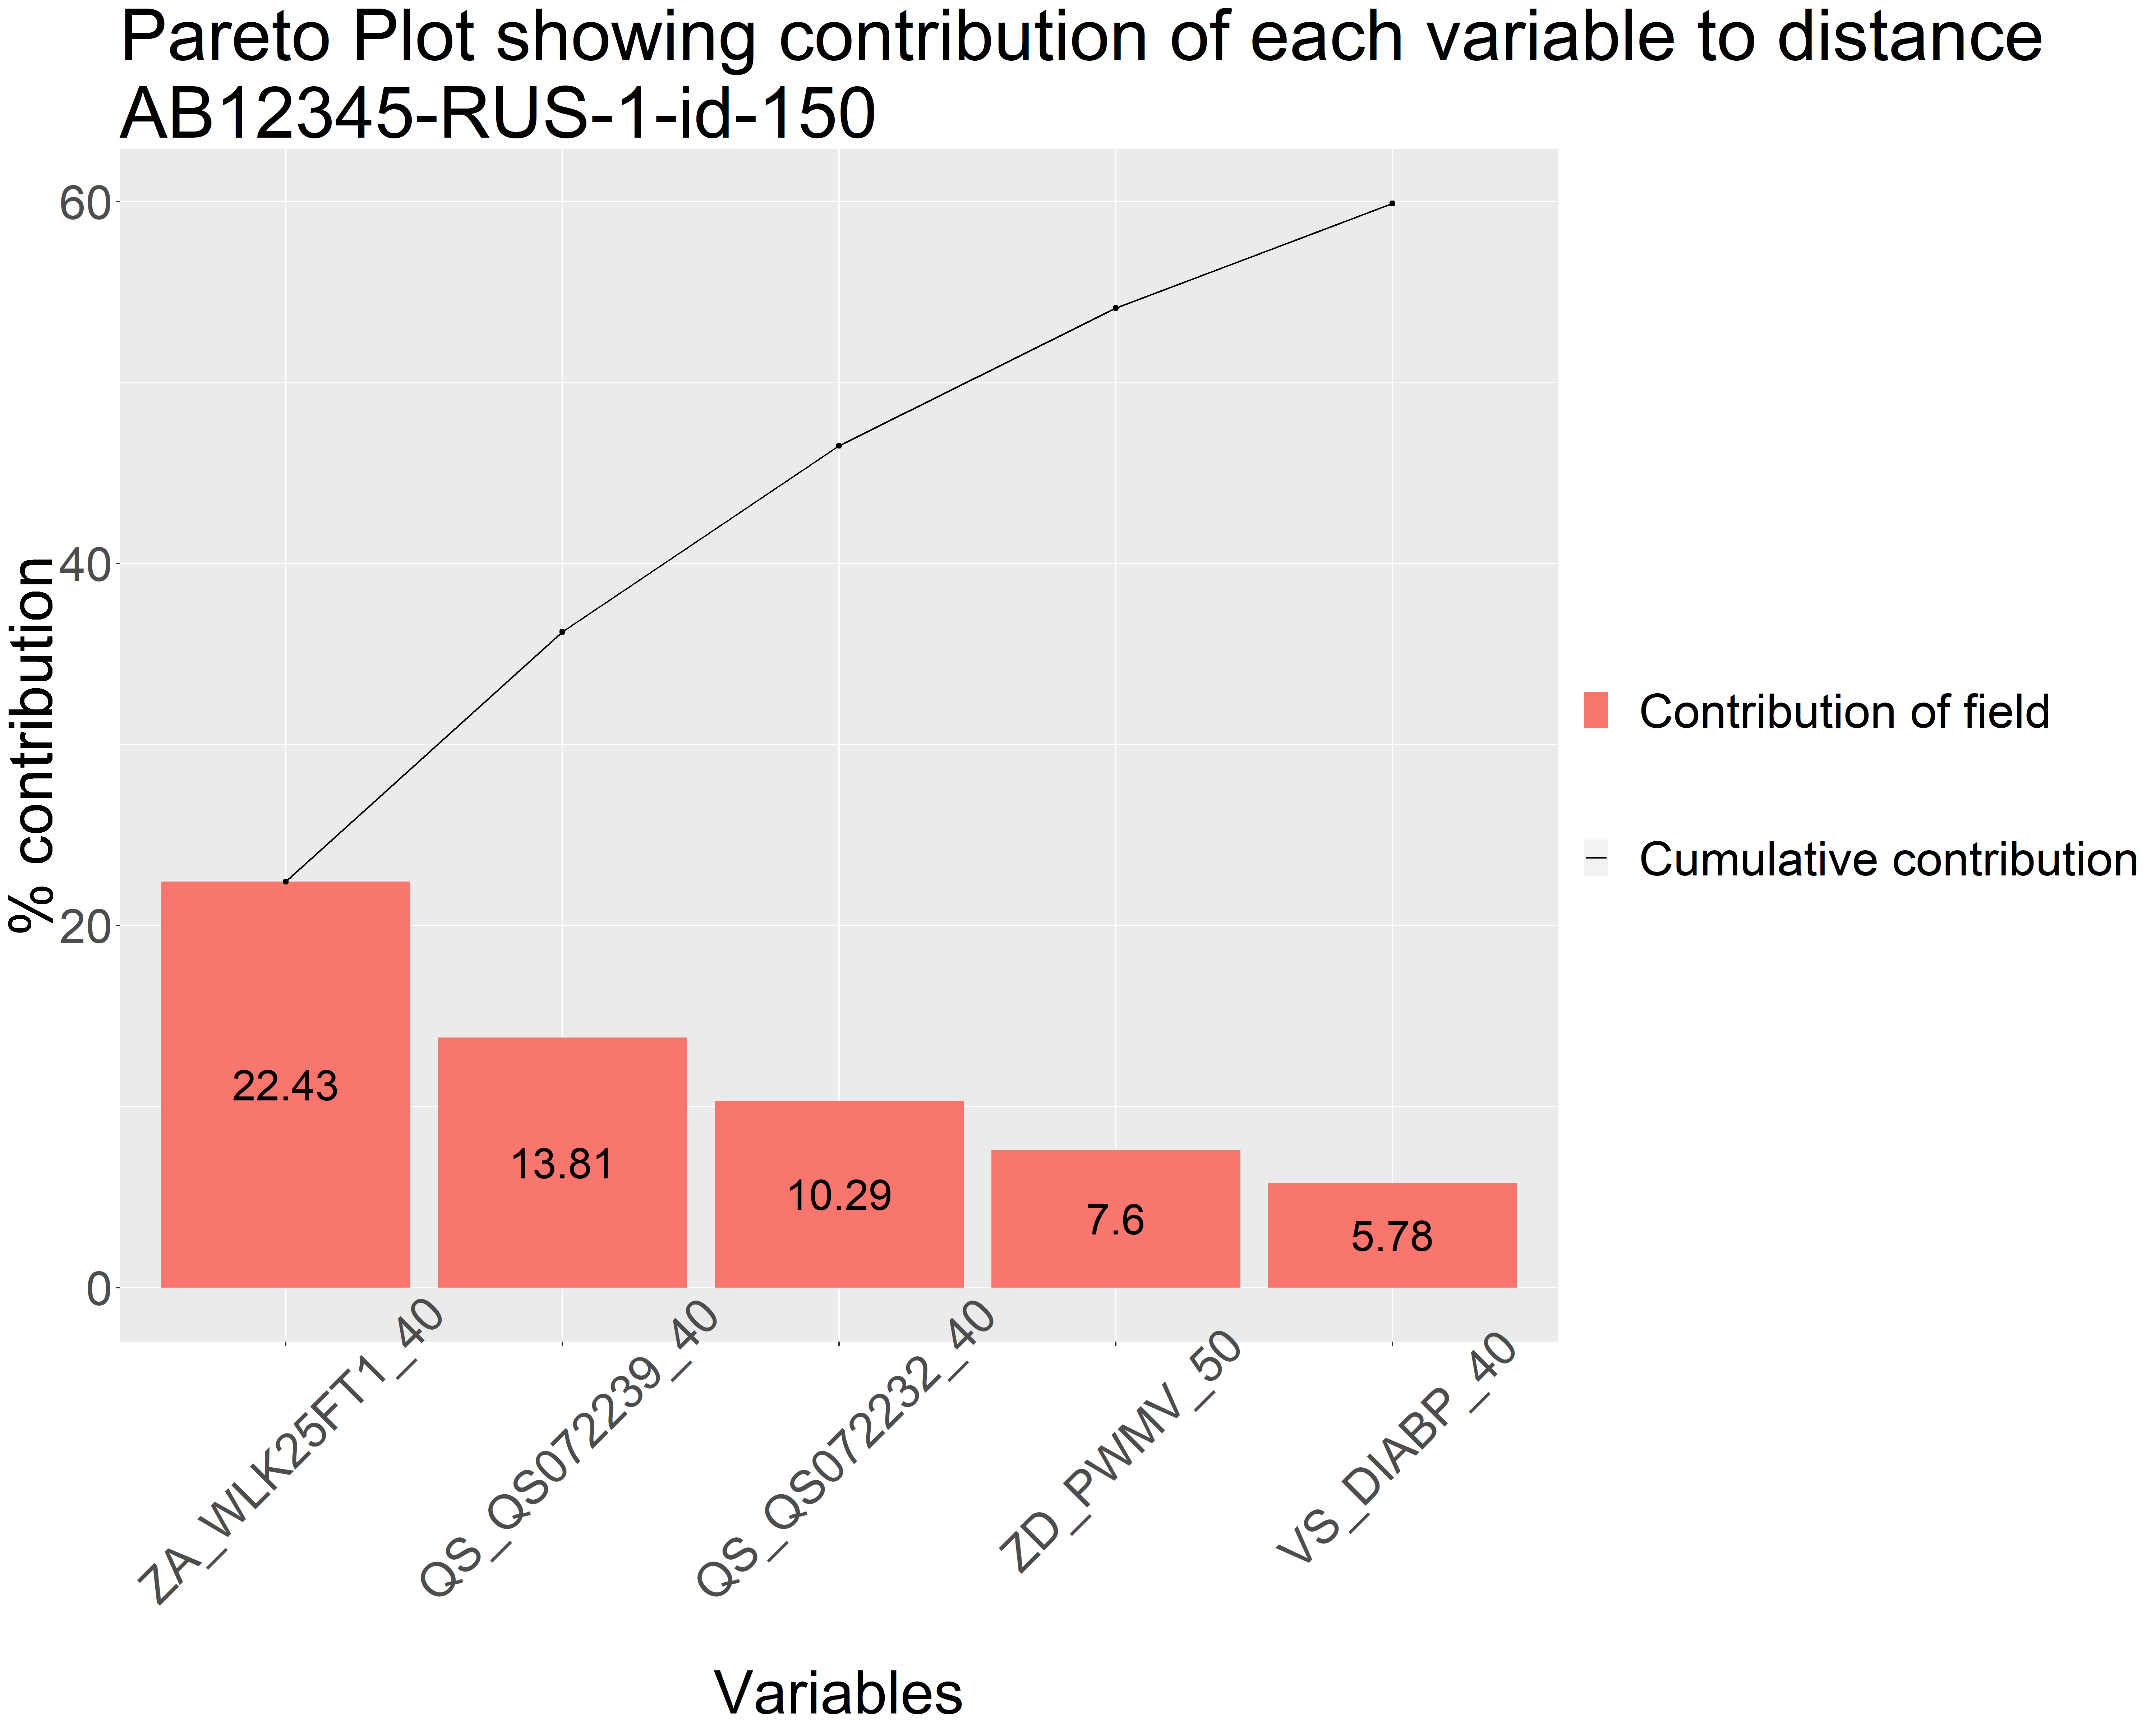 Pareto Plot showing contribution of each variable to distance
AB12345-RUS-1-id-150
% contribution
60
40
20
0
22.43
13.81
10.29
7.6
5.78
ZA_WLK25FT1_40
QS_QS072239_40
QS_QS072232_40
ZD_PWMV_50
VS_DIABP_40
Variables
Contribution of field
Cumulative contribution